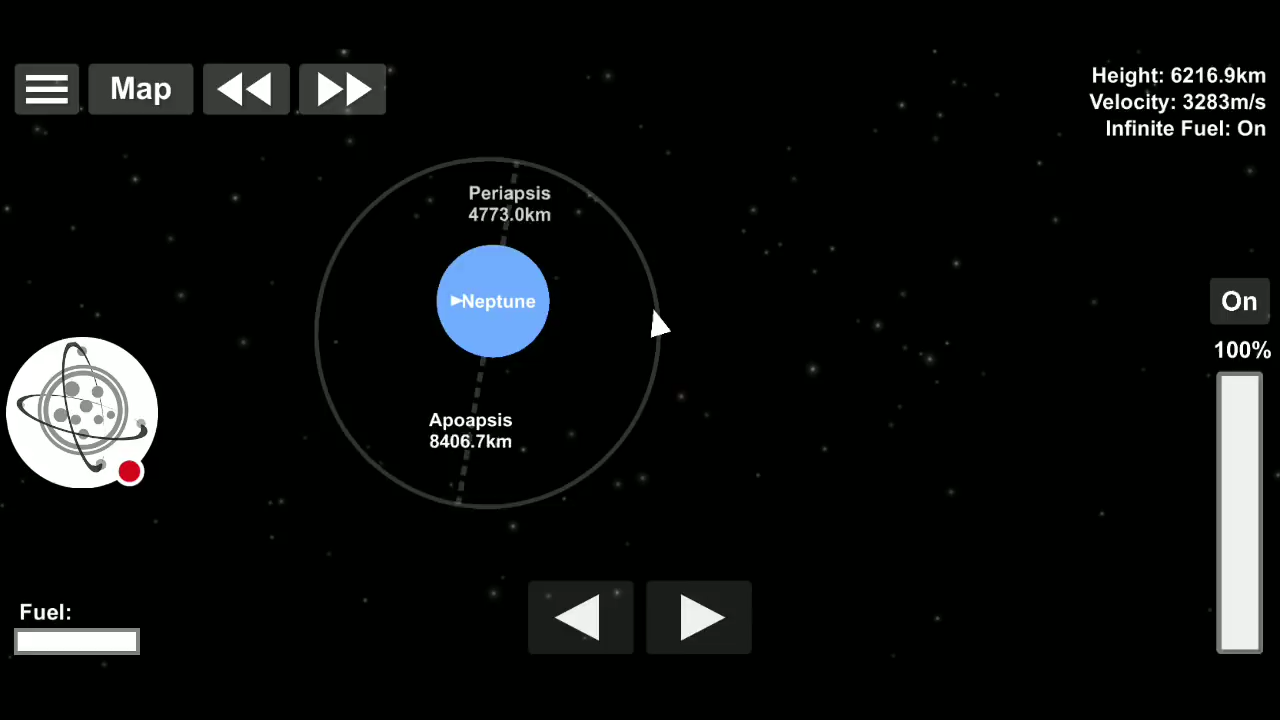 Map
Height: 6216.9km
Velocity: 3283m/s
Infinite Fuel: On
Periapsis
4773.0km
Neptune
On
100%
Apoapsis
8406.7km
Fuel: